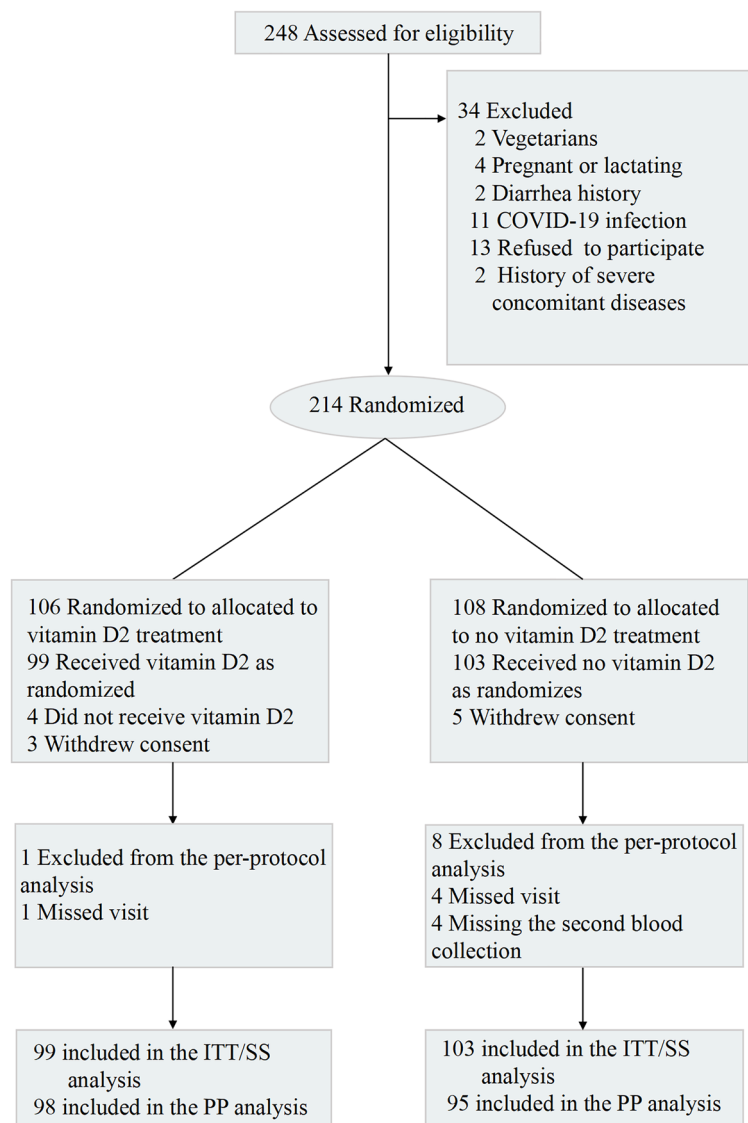 248 Assessed for eligibility
34 Excluded
2 Vegetarians
4 Pregnant or lactating
2 Diarrhea history
11 COVID-19 infection
13 Refused to participate
2 History of severe
concomitant diseases
214 Randomized
106 Randomized to allocated to
vitamin D2 treatment
99 Received vitamin D2 as
randomized
4 Did not receive vitamin D2
3 Withdrew consent
108 Randomized to allocated
to no vitamin D2 treatment
103 Received no vitamin D2
as randomizes
5 Withdrew consent
1 Excluded from the per-protocol
analysis
1 Missed visit
8 Excluded from the per-protocol
analysis
4 Missed visit
4 Missing the second blood
collection
99 included in the ITT/SS
analysis
98 included in the PP analysis
103 included in the ITT/SS
analysis
95 included in the PP analysis